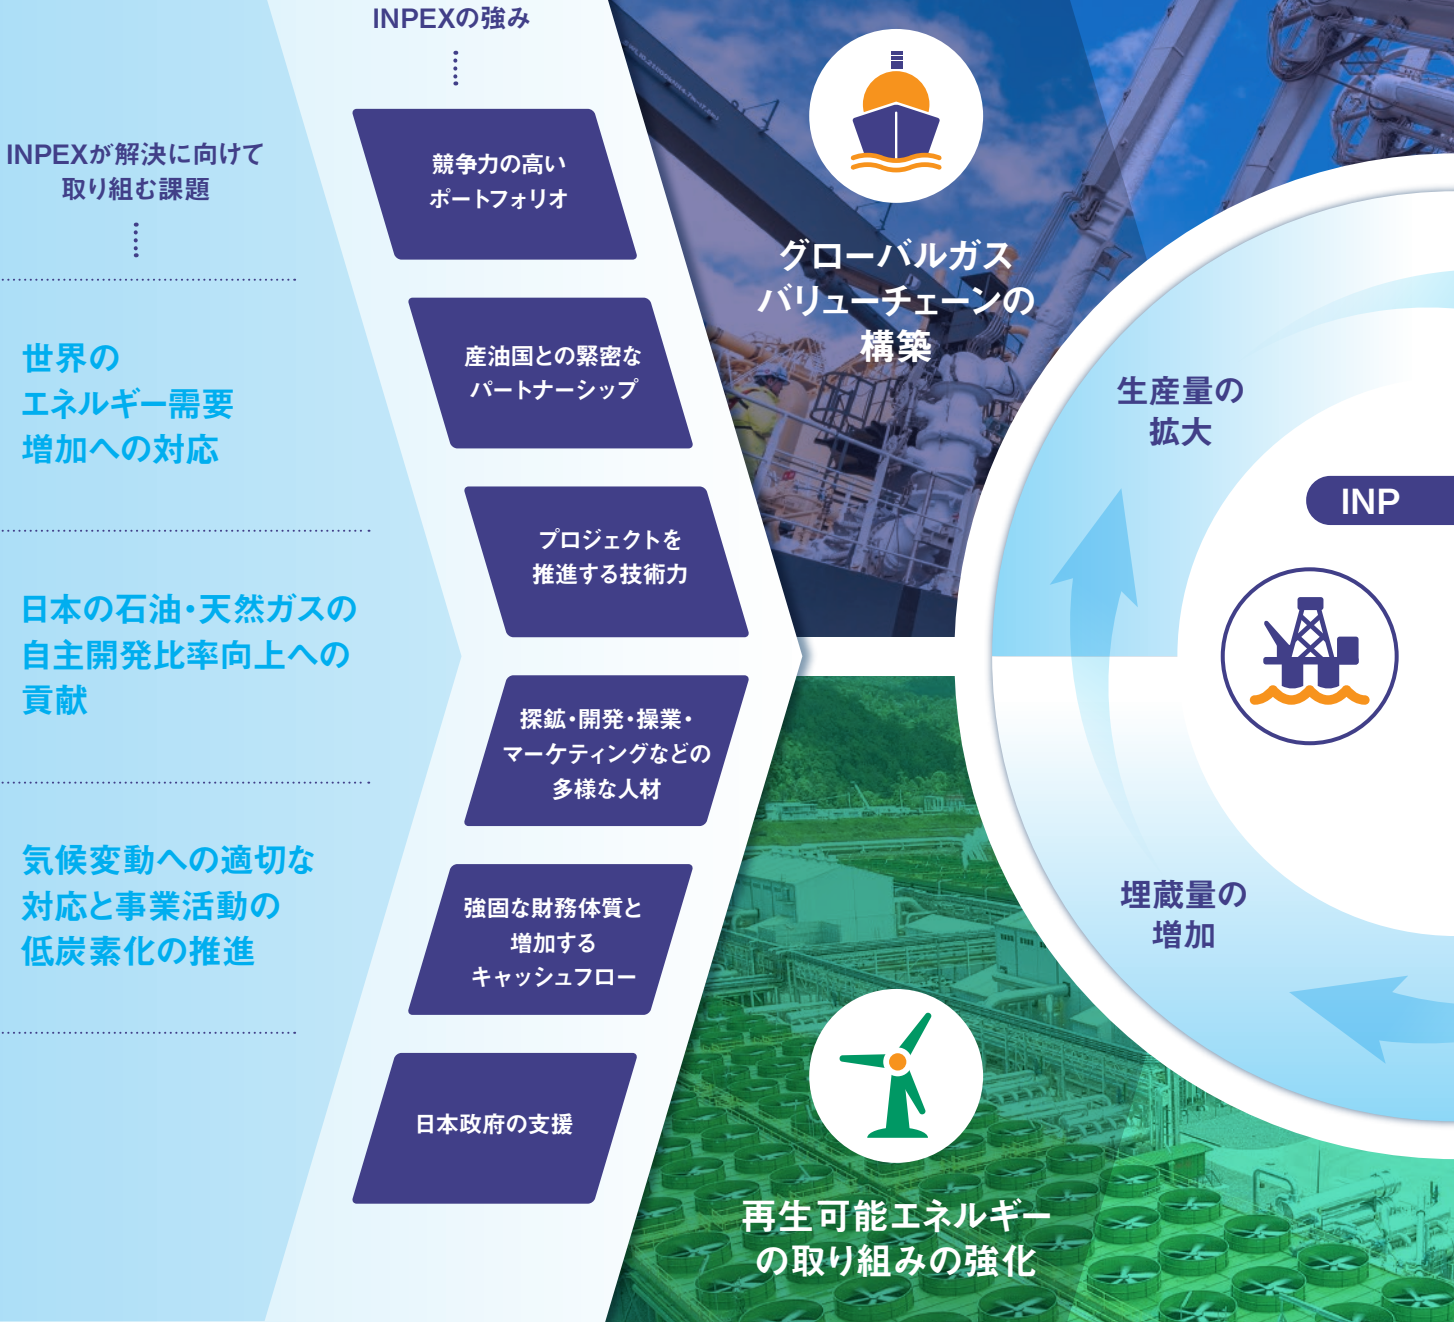 INPEXが解決に向けて
取り組む課題
世界の
エネルギー需要
増加への対応
日本の石油・天然ガスの
自主開発比率向上への
貢献
気候変動への適切な
対応と事業活動の
低炭素化の推進
INPEXの強み
競争力の高い
ポートフォリオ
産油国との緊密な
パートナーシップ
プロジェクトを
推進する技術力
探鉱・開発・操業・
マーケティングなどの
多様な人材
強固な財務体質と
増加する
キャッシュフロー
日本政府の支援
グローバルガス
バリューチェーンの
構築
再生可能エネルギー
の取り組みの強化
生産量の
拡大
INP
埋蔵量の
増加